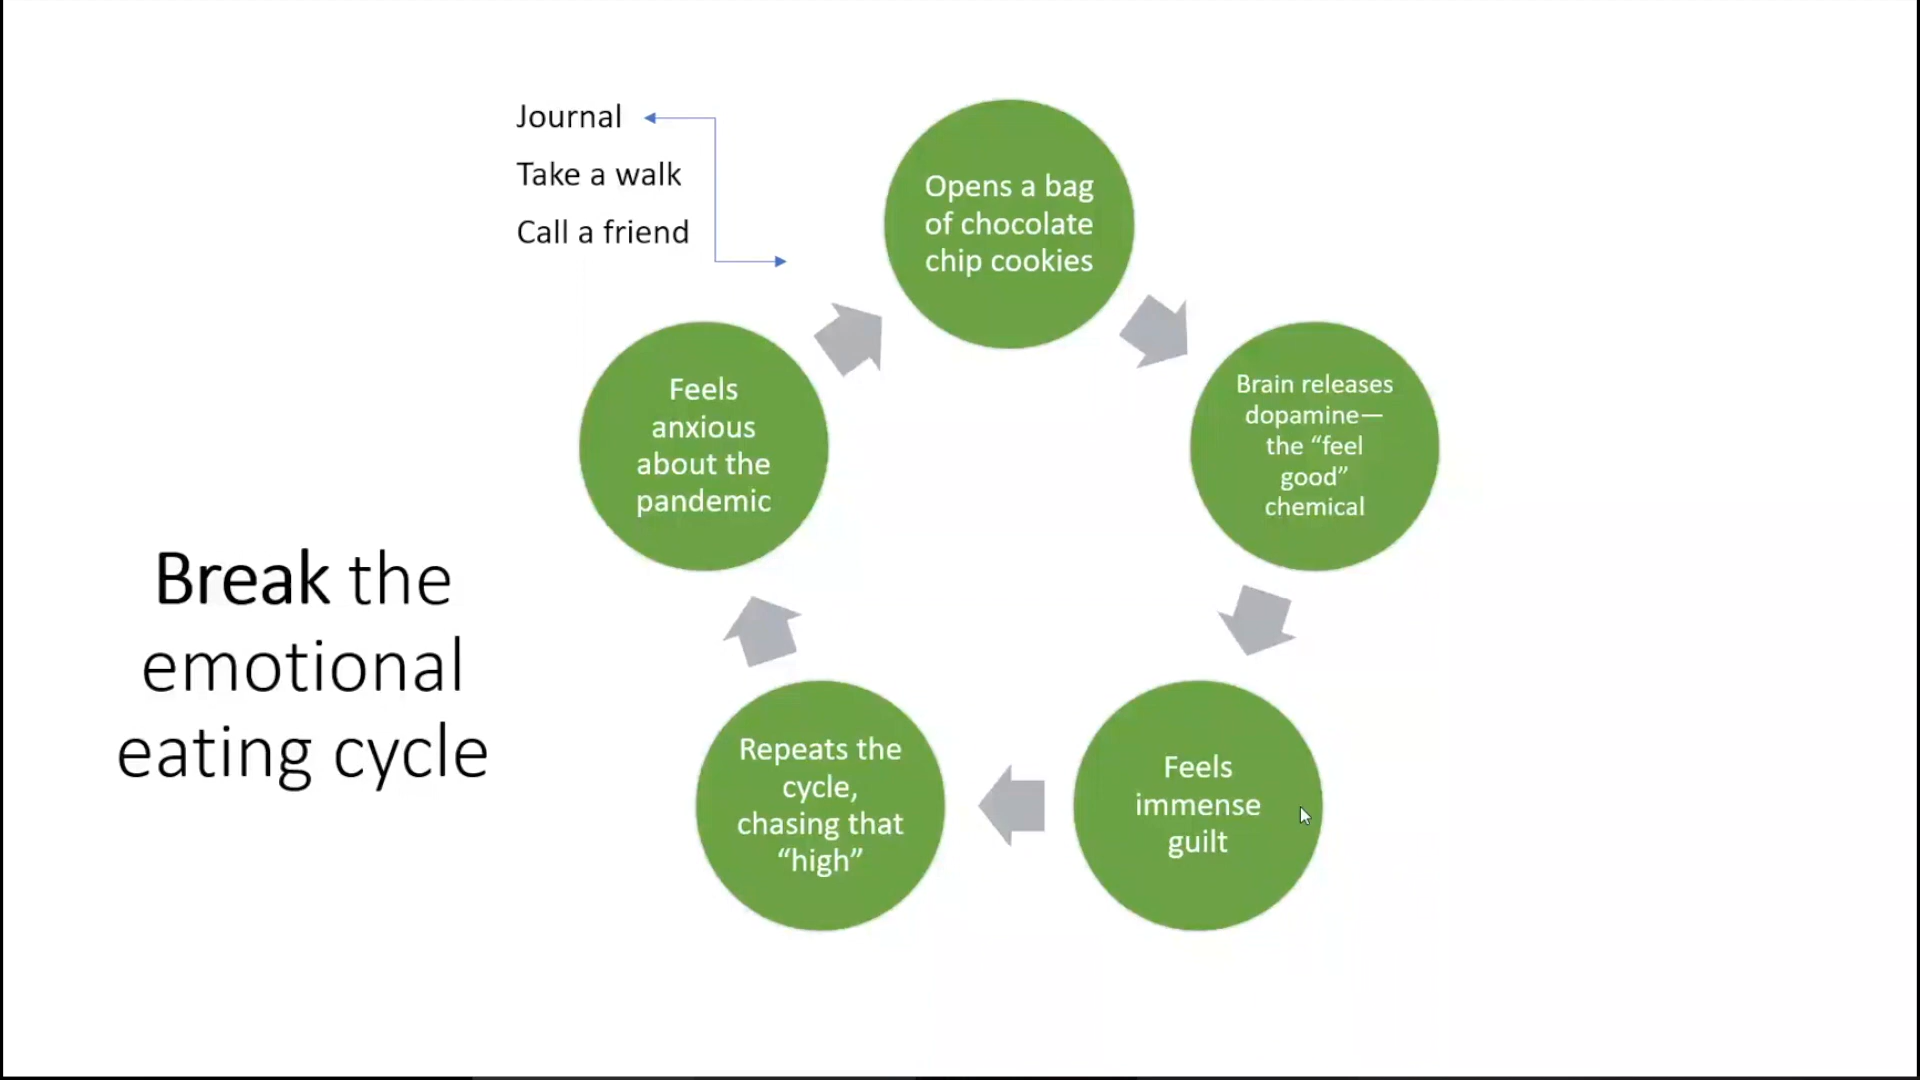 Journal
Take a walk
Call a friend
Opens a bag
of chocolate
chip cookies
Brain releases
dopamine—
the “feel
good”
chemical
Feels
immense
guilt
Repeats the
cycle,
chasing that
“high”
Feels
anxious
about the
pandemic
Break the
emotional
eating cycle